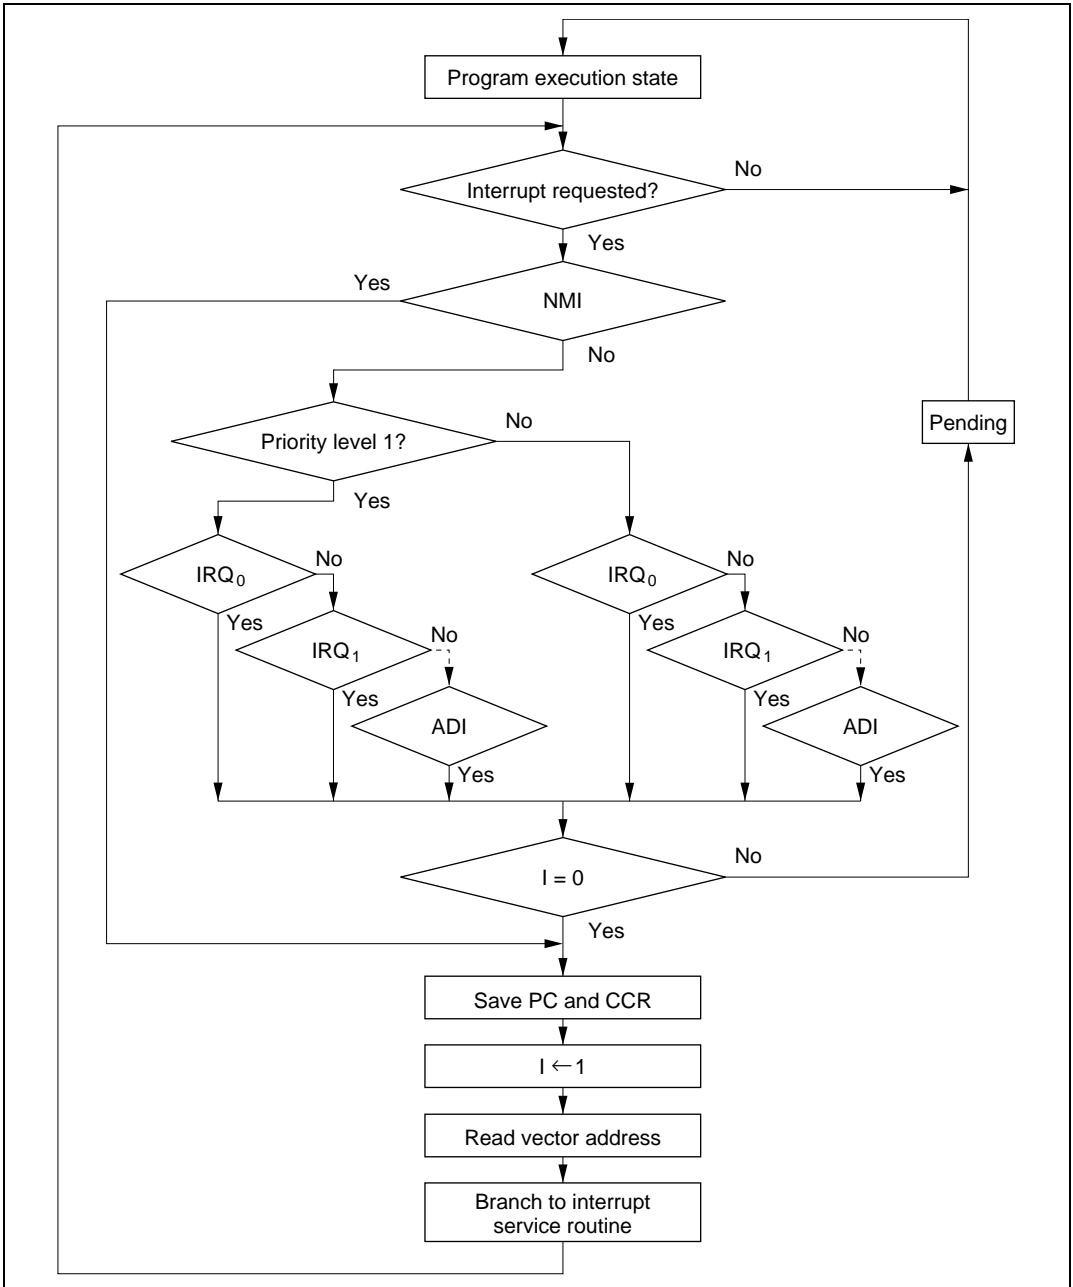 Program execution state
No
Interrupt requested?
Yes
Yes
NMI
No
No
Pending
Priority level 1?
Yes
No
No
IRQ0
IRQ0
Yes
No
Yes
No
IRQ1
IRQ1
Yes
Yes
ADI
ADI
Yes
Yes
No
I = 0
Yes
Save PC and CCR
I ←1
Read vector address
Branch to interrupt
service routine